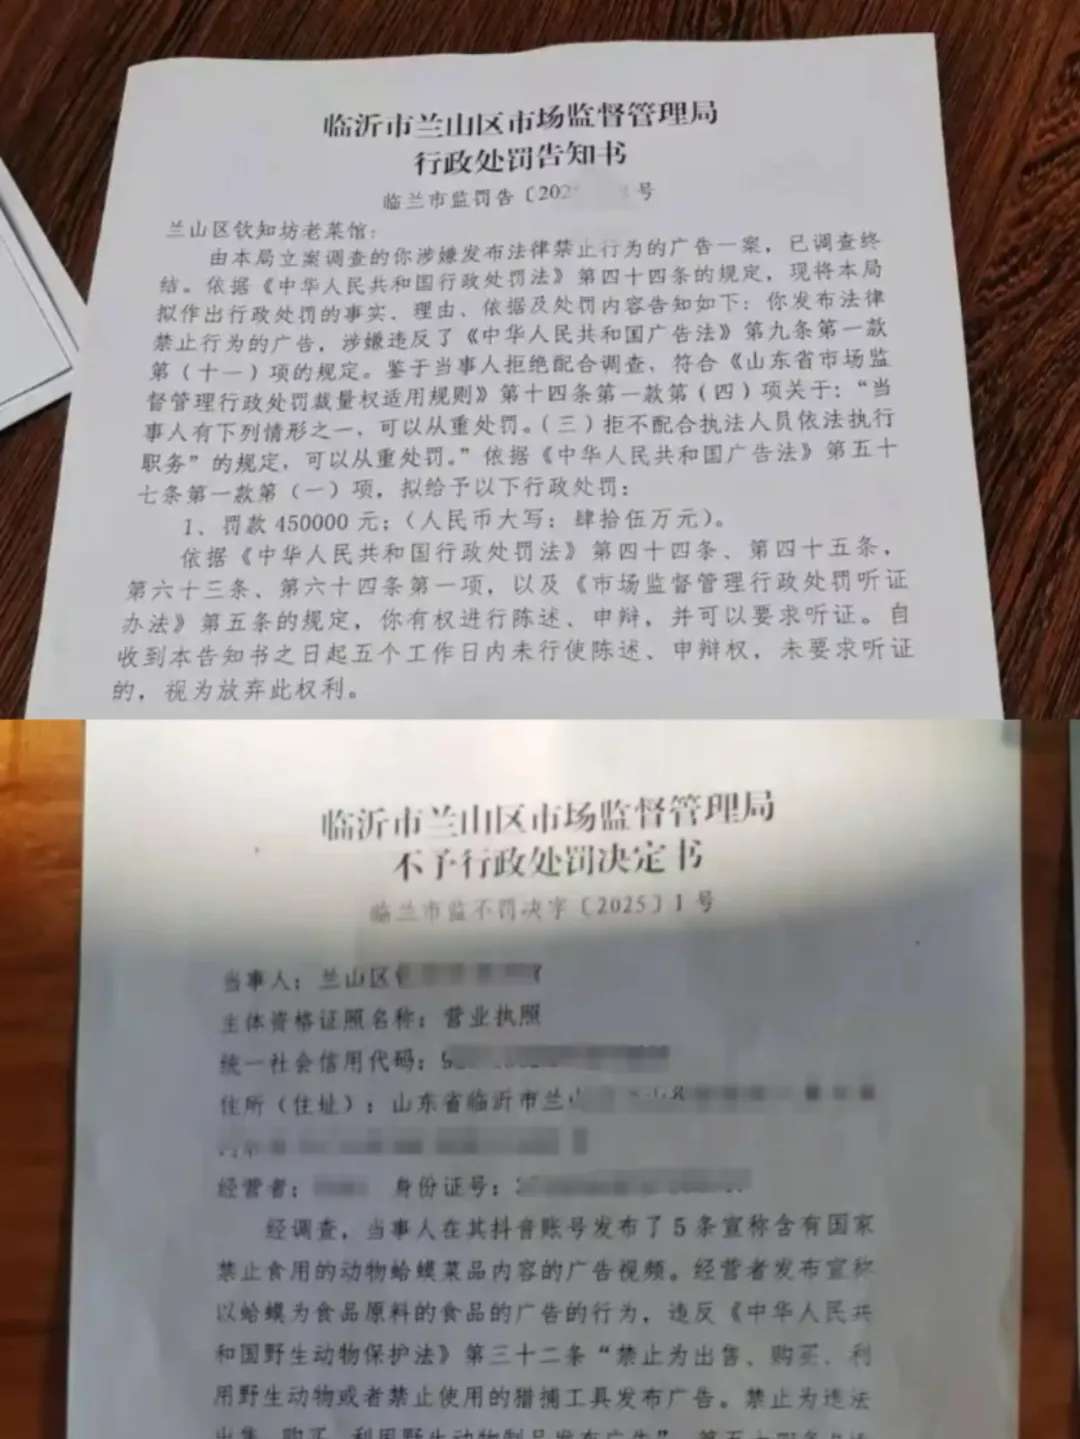 临沂市兰山区市场监督管理局
行政处罚告知书
临兰市监罚告〔202 号
兰山区钦知坊老菜馆：
由本局立案调查的你涉嫌发布法律禁止行为的广告一案，已调查终
结。依据《中华人民共和国行政处罚法》第四十四条的规定，现将本局
拟作出行政处罚的事实、理由、依据及处罚内容告知如下：你发布法律
禁止行为的广告，涉嫌违反了《中华人民共和国广告法》第九条第一款
第（十一）项的规定。鉴于当事人拒绝配合调查，符合《山东省市场监
督管理行政处罚裁量权适用规则》第十四条第一款第（四）项关于：“当
事人有下列情形之一，可以从重处罚。（三）拒不配合执法人员依法执行
职务”的规定，可以从重处罚。”依据《中华人民共和国广告法》第五十
七条第一款第（一）项，拟给予以下行政处罚：
1、罚款450000元；（人民币大写：肆拾伍万元）。
依据《中华人民共和国行政处罚法》第四十四条、第四十五条，
第六十三条、第六十四条第一项，以及《市场监督管理行政处罚听证
办法》第五条的规定，你有权进行陈述、申辩，并可以要求听证。自
收到本告知书之日起五个工作日内未行使陈述、申辩权，未要求听证
的，视为放弃此权利。
临沂市兰山区市场监督管理局
不予行政处罚决定书
临兰市监不罚决字〔2025〕1号
当事人：兰山区
主体资格证照名称：营业执照
统一社会信用代码：
住所（住址）：山东省临沂市兰
经营者： 身份证号：
经调查，当事人在其抖音账号发布了5条宣称含有国家
禁止食用的动物蛤蟆菜品内容的广告视频。经营者发布宣称
以蛤蟆为食品原料的食品的广告的行为，违反《中华人民共
和国野生动物保护法》第三十二条“禁止为出售、购买、利
用野生动物或者禁止使用的猎捕工具发布广告。禁止为违法
出售、购买、利用野生动物制品发布广告”，第五十